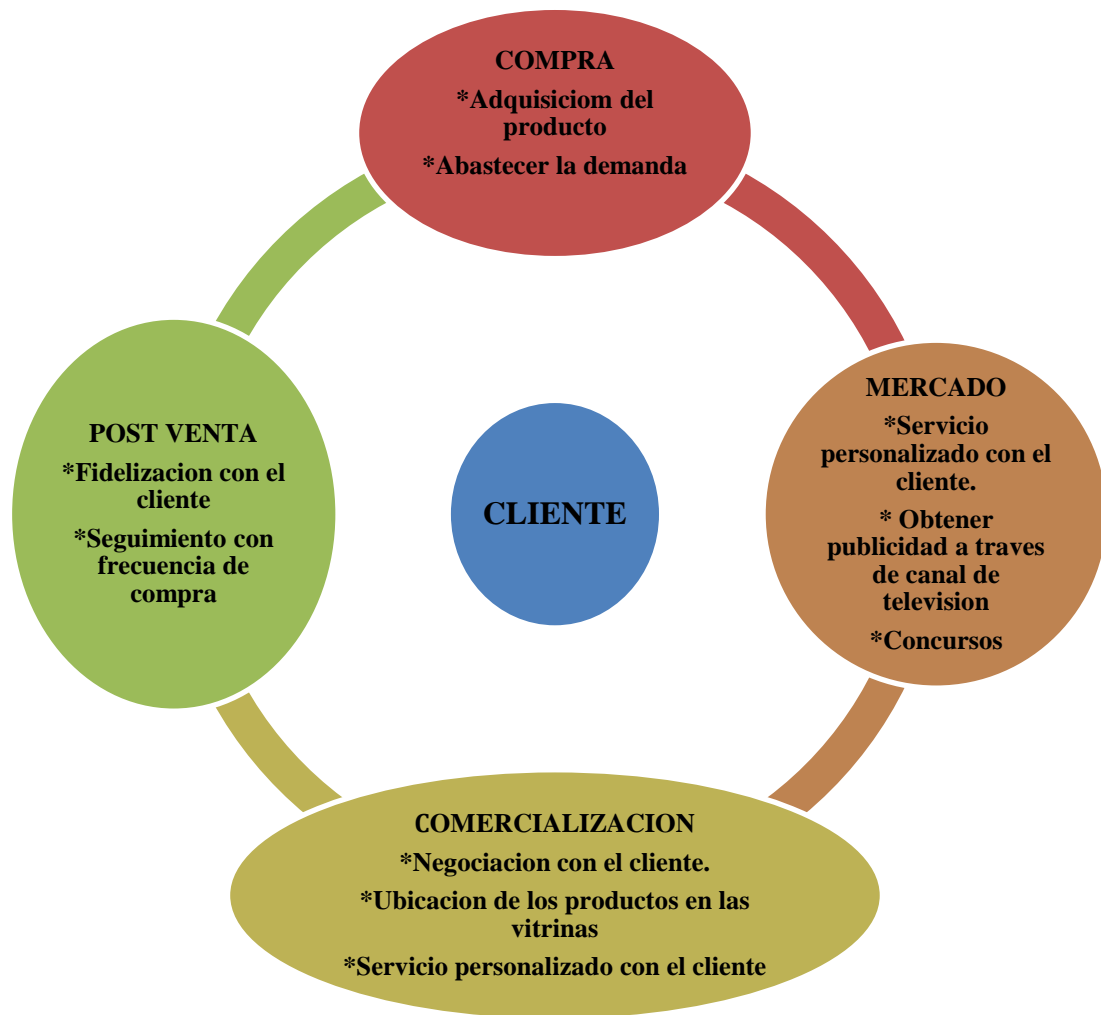 COMPRA
*Adquisiciom del
producto
*Abastecer la demanda
MERCADO
*Servicio
personalizado con el
cliente.
* Obtener
publicidad a traves
de canal de
television
*Concursos
POST VENTA
*Fidelizacion con el
cliente
*Seguimiento con
frecuencia de
compra
CLIENTE
COMERCIALIZACION
*Negociacion con el cliente.
*Ubicacion de los productos en las
vitrinas
*Servicio personalizado con el cliente